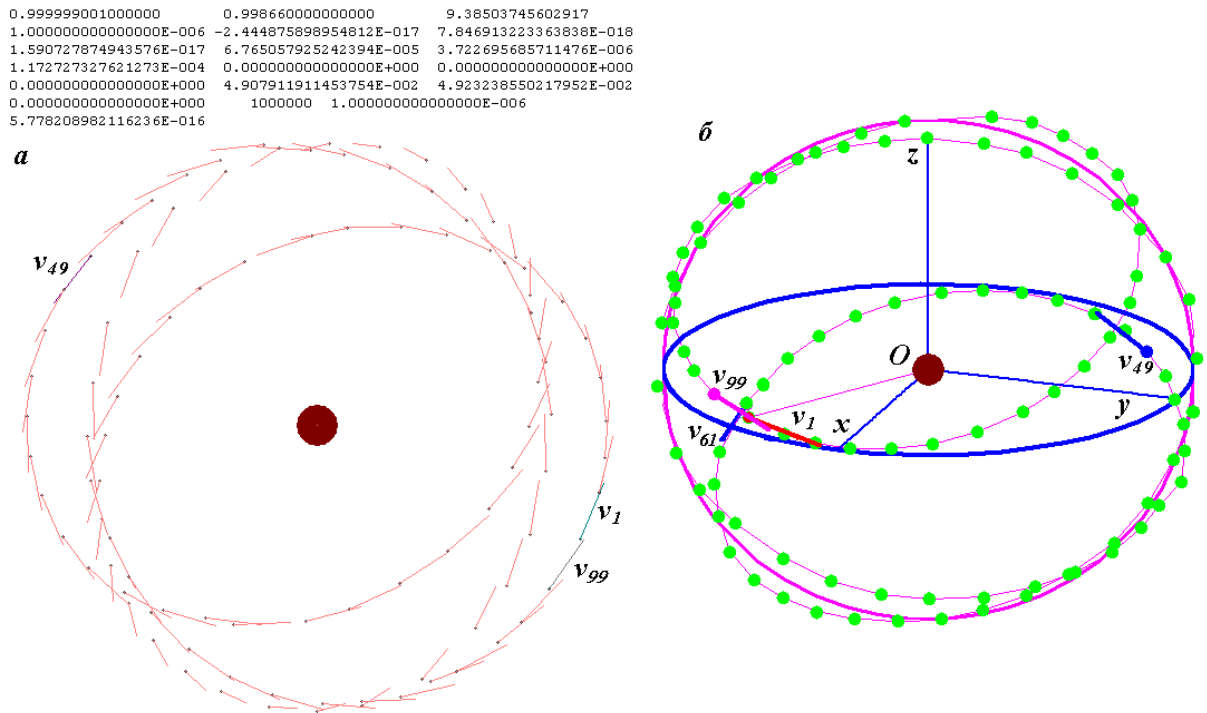 0.999999001000000 0.998660000000000 9.38503745602917
1.000000000000000E-006 -2.444875898954812E-017 7.846913223363838E-018
1.590727874943576E-017 6.765057925242394E-005 3.722695685711476E-006
1.172727327621273E-004 0.000000000000000E+000 0.000000000000000E+000
0.000000000000000E+000 4.907911911453754E-002 4.923238550217952E-002
0.000000000000000E+000 1000000 1.000000000000000E-006
5.778208982116236E-016
а
v49
v1
v99
б
z
O
v49
v99
v1
x
y
v61